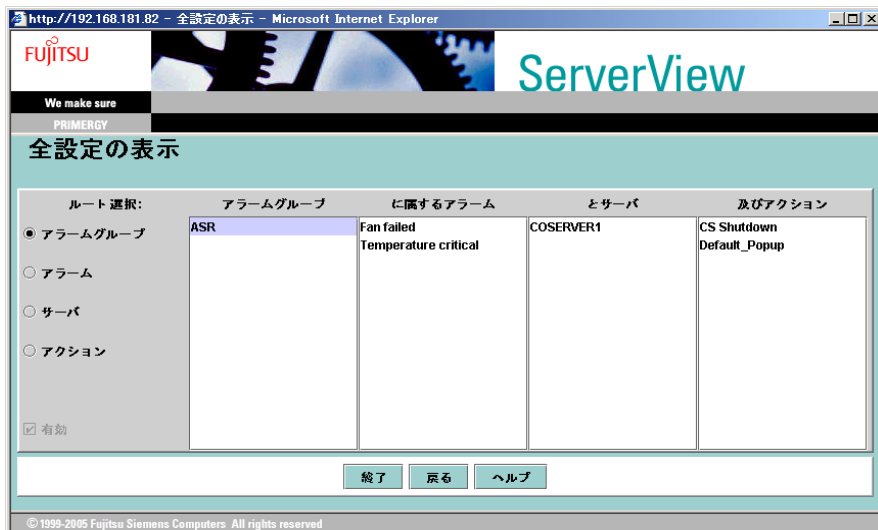 http://192.168.181.82 - 全設定の表示 - Microsoft Internet Explorer
FUJITSU
ServerView
We make sure
PRIMERGY
全設定の表示
ルート選択:
アラームグループ
に属するアラーム
とサーバ
及びアクション
アラームグループ
アラーム
サーバ
アクション
有効
ASR
Fan failed
Temperature critical
COSERVER1
CS Shutdown
Default_Popup
終了
戻る
ヘルプ
©1999-2005 Fujitsu Siemens Computers All rights reserved